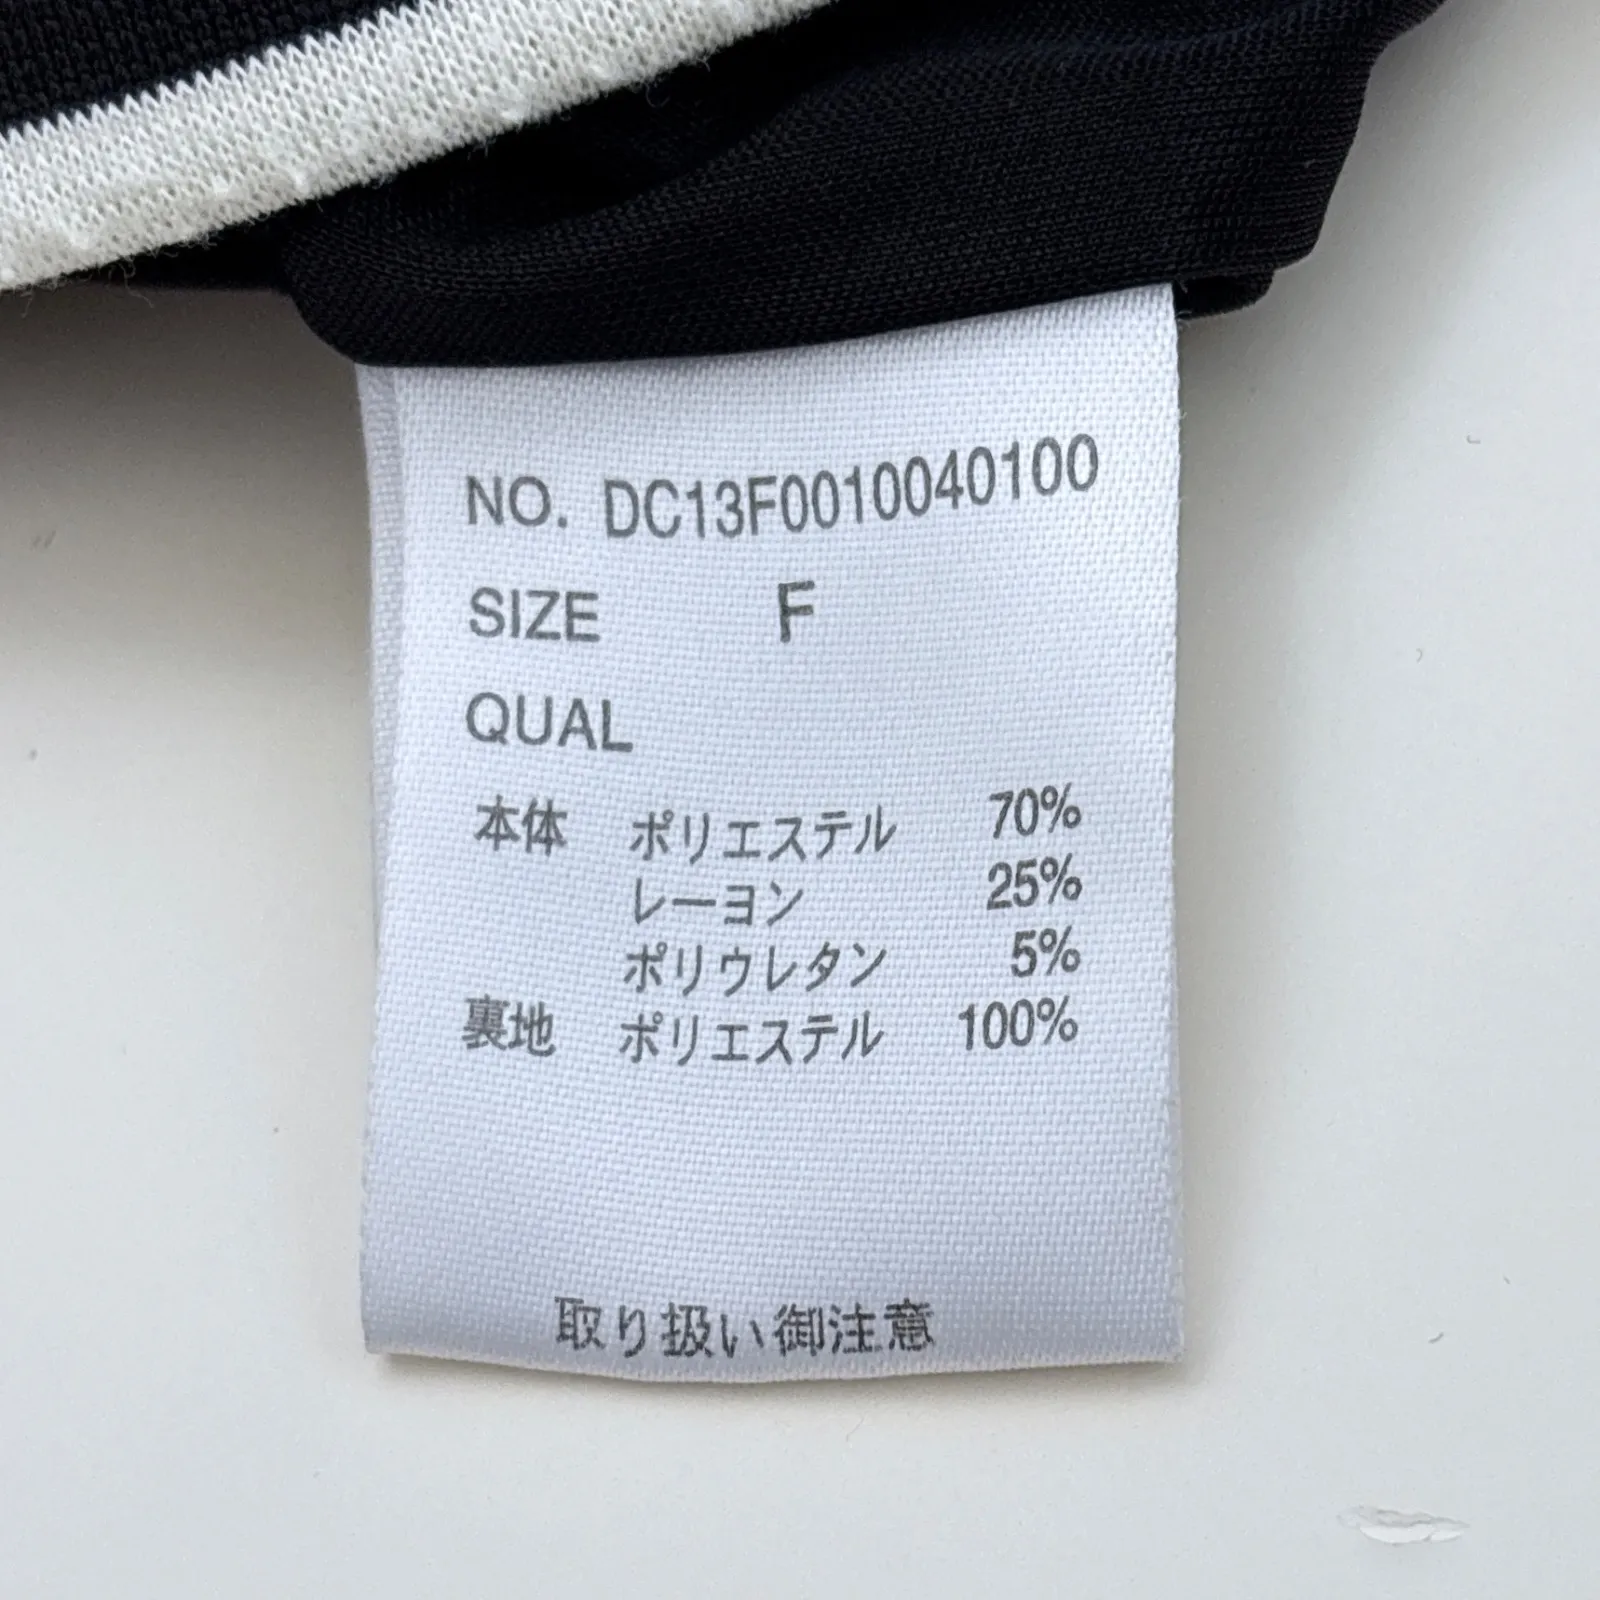 NO. DC13F0010040100
SIZE F
QUAL
本体 ポリエステル 70%
レーヨン 25%
ポリウレタン 5%
裏地 ポリエステル 100%
取り扱い御注意